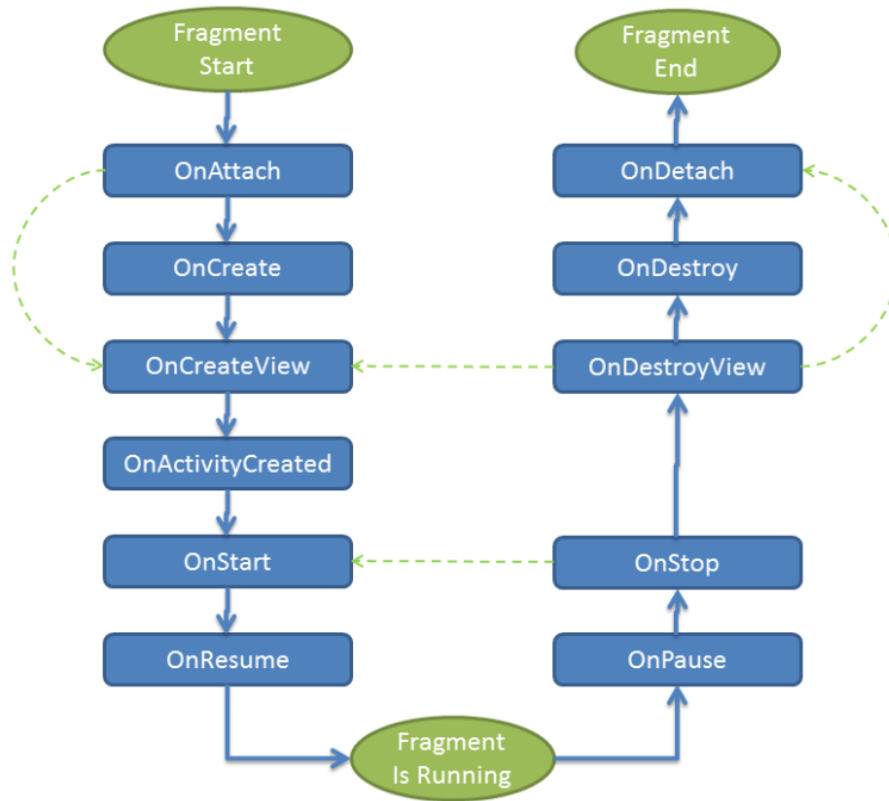 Fragment
Start
OnAttach
OnCreate
OnCreateView
OnActivityCreated
OnStart
OnResume
Fragment
Is Running
OnPause
OnStop
OnDestroyView
OnDestroy
OnDetach
Fragment
End